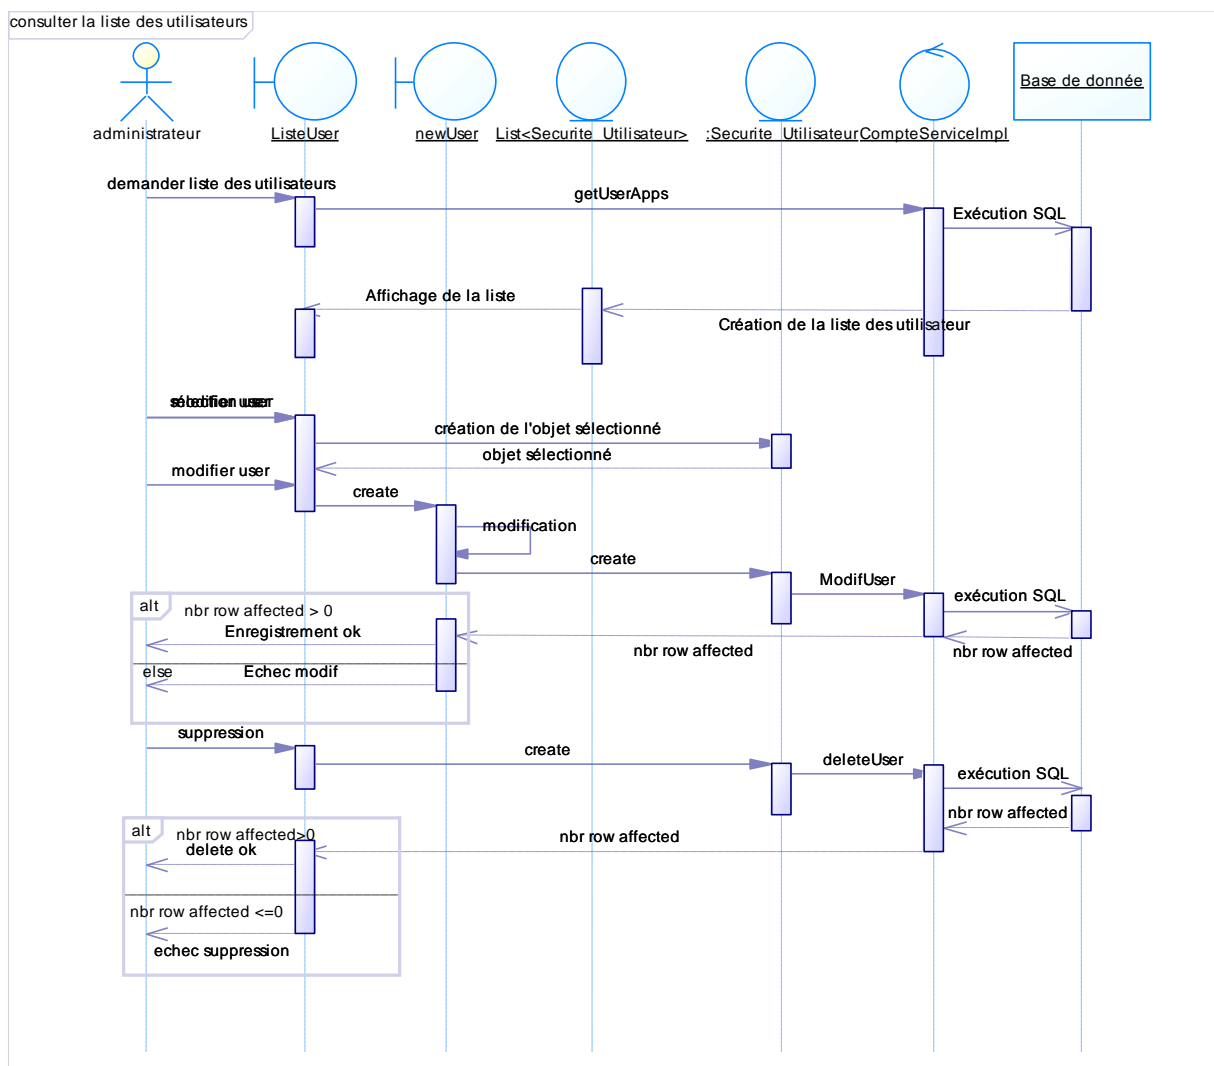 consulter la liste des utilisateurs
administrateur
ListeUser
newUser
List<Securite_Utilisateur>
:Securite_Utilisateur
CompteServiceImpl
Base de donnée
demander liste des utilisateurs
getUserApps
Exécution SQL
Affichage de la liste
Création de la liste des utilisateur
user
création de l'objet sélectionné
objet sélectionné
modifier user
create
modification
create
ModifUser
exécution SQL
alt
nbr row affected > 0
Enregistrement ok
nbr row affected
nbr row affected
else
Echec modif
suppression
create
deleteUser
exécution SQL
nbr row affected
alt
nbr row affected>0
delete ok
nbr row affected
nbr row affected <=0
echec suppression